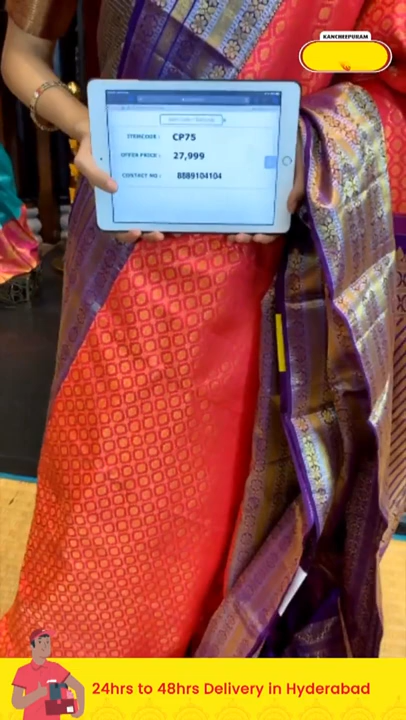 KANCHEEPURAM
ITEMCODE : CP75
OFFER PRICE : 27,999
CONTACT NO : 8889104104
24hrs to 48hrs Delivery in Hyderabad